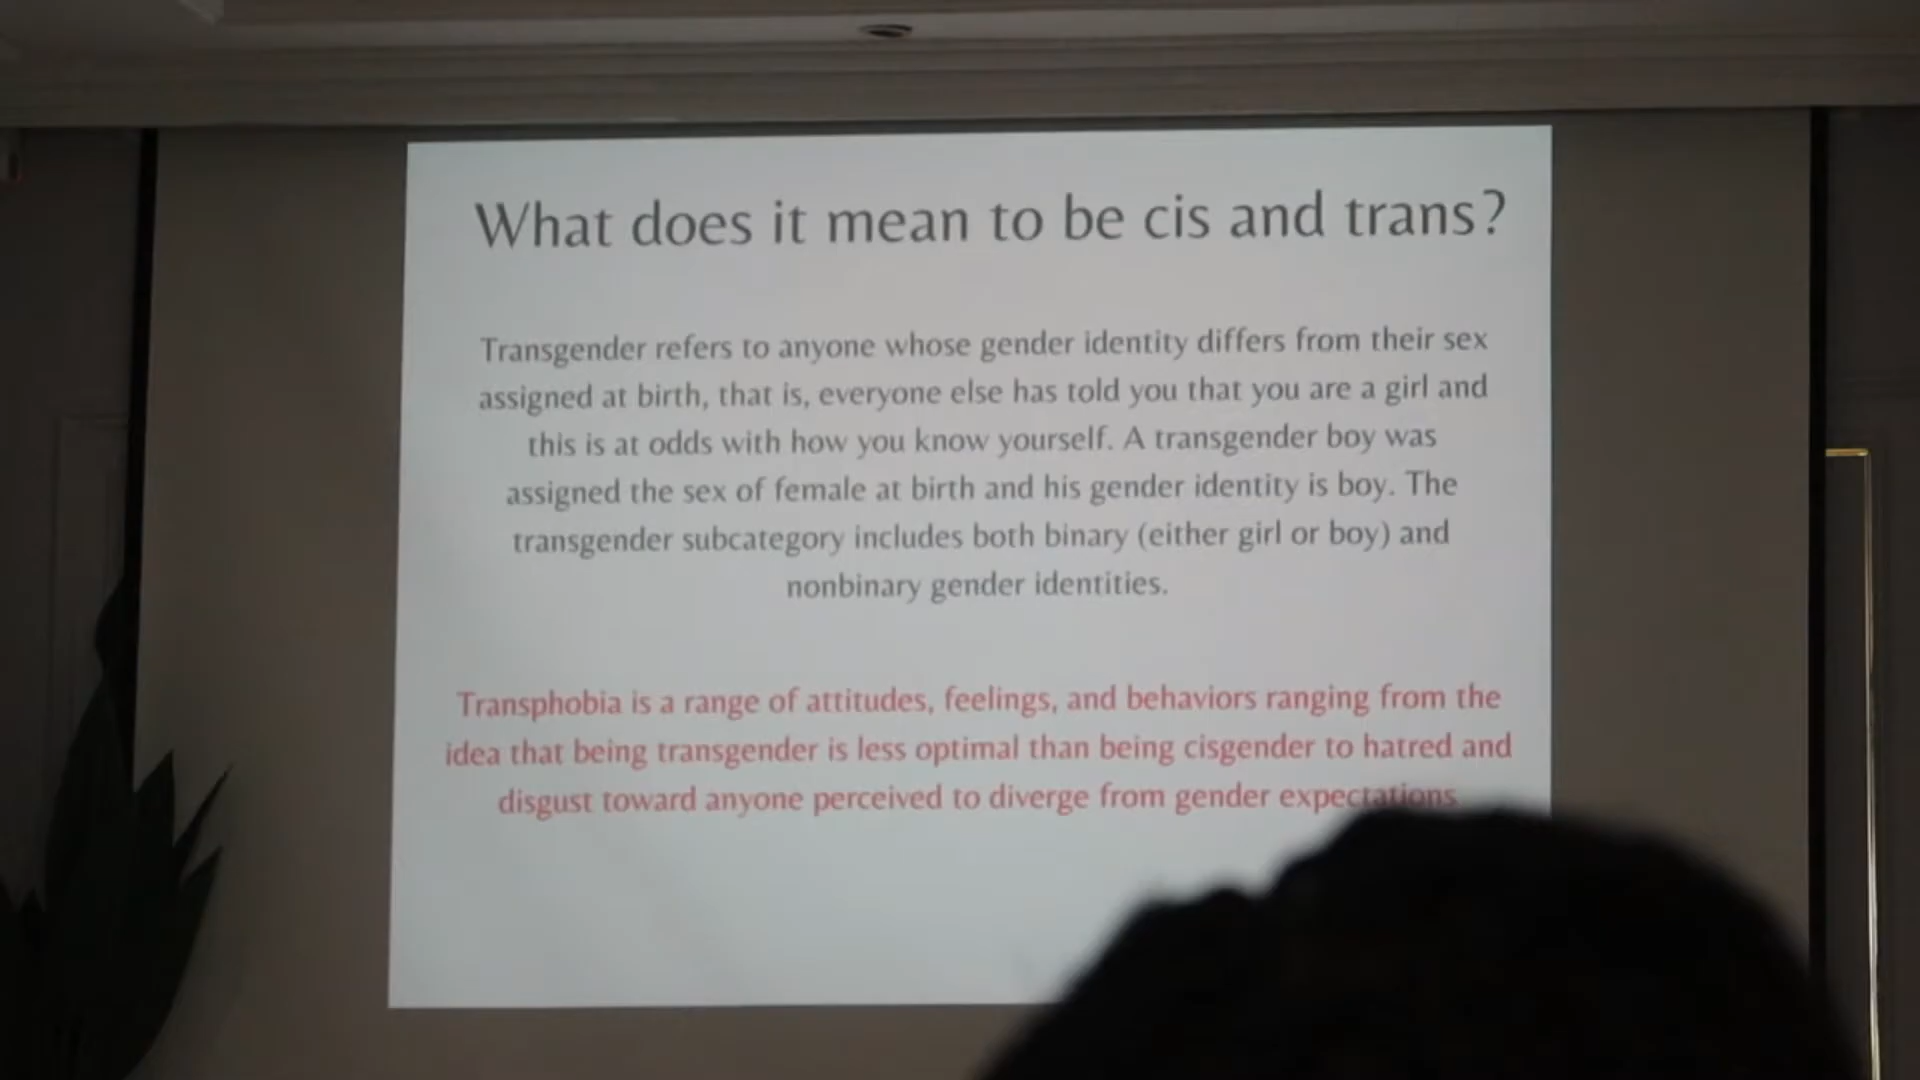 What does it mean to be cis and trans?
Transgender refers to anyone whose gender identity differs from their sex
assigned at birth, that is, everyone else has told you that you are a girl and
this is at odds with how you know yourself. A transgender boy was
assigned the sex of female at birth and his gender identity is boy. The
transgender subcategory includes both binary (either girl or boy) and
nonbinary gender identities.
Transphobia is a range of attitudes, feelings, and behaviors ranging from the
idea that being transgender is less optimal than being cisgender to hatred and
disgust toward anyone perceived to diverge from gender expectations